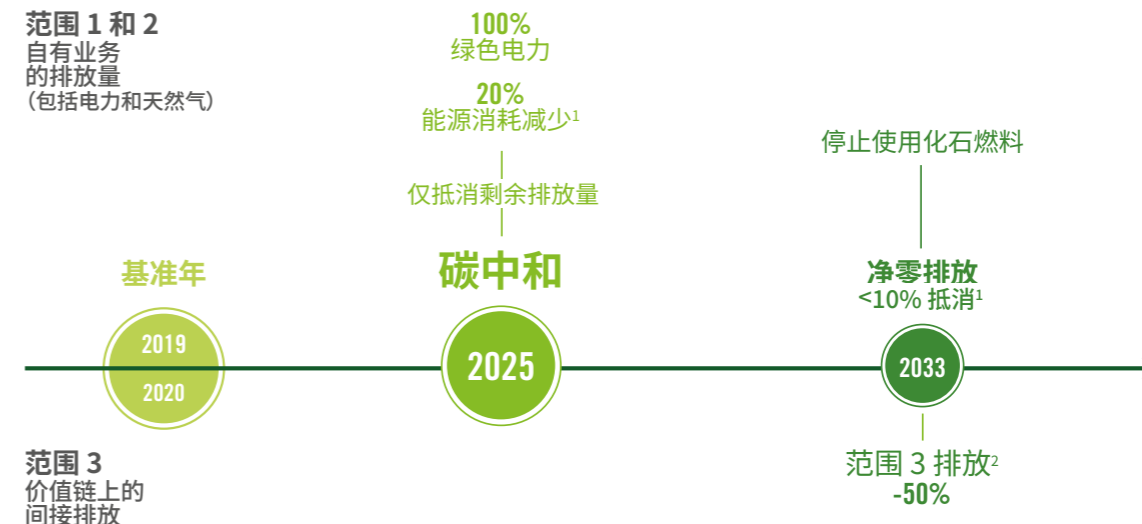 范围 1 和 2
自有业务
的排放量
(包括电力和天然气)
100%
绿色电力
20%
能源消耗减少1
仅抵消剩余排放量
碳中和
停止使用化石燃料
净零排放
<10% 抵消1
基准年
2019
2020
2025
2033
范围 3
价值链上的
间接排放
范围 3 排放2
-50%